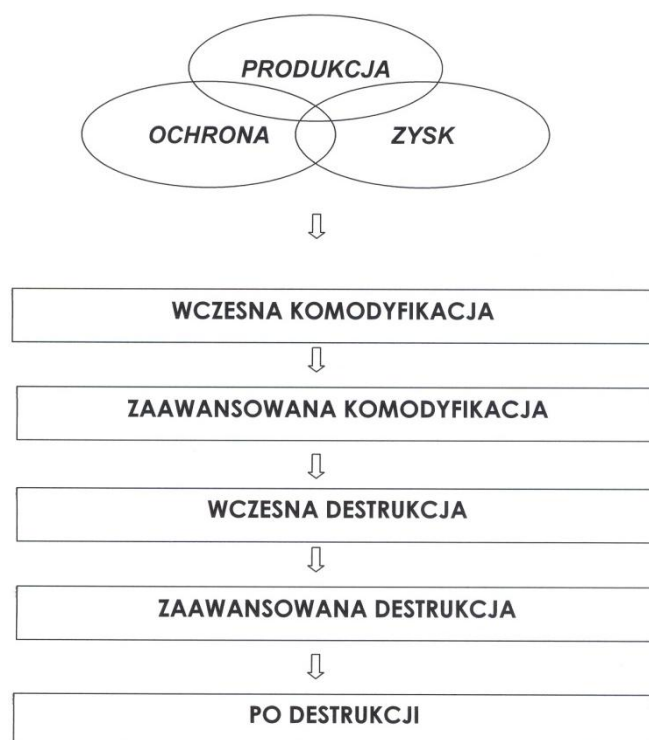 PRODUKCJA
OCHRONA
ZYSK
WCZESNA KOMODYFIKACJA
ZAAWANSOWANA KOMODYFIKACJA
WCZESNA DESTRUKCJA
ZAAWANSOWANA DESTRUKCJA
PO DESTRUKCJI